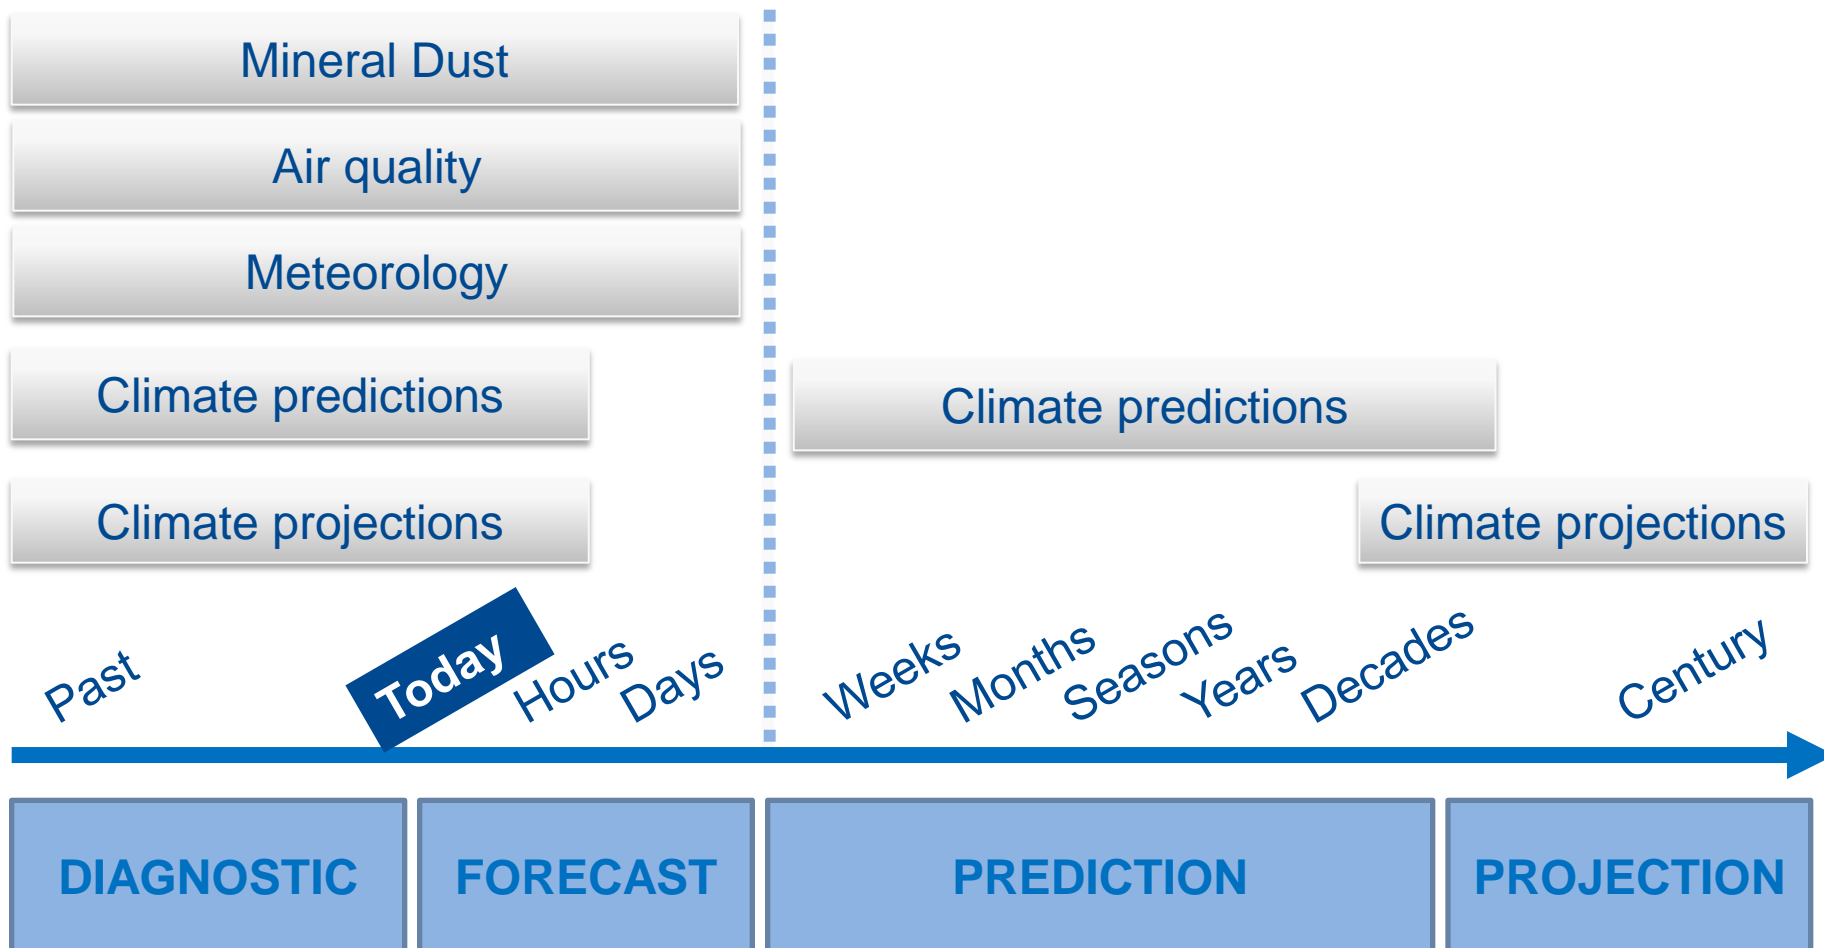 Mineral Dust
Air quality
Meteorology
Climate predictions
Climate predictions
Climate projections
Climate projections
Past
Today
Hours
Days
Weeks
Months
Seasons
Years
Decades
Century
DIAGNOSTIC
FORECAST
PREDICTION
PROJECTION